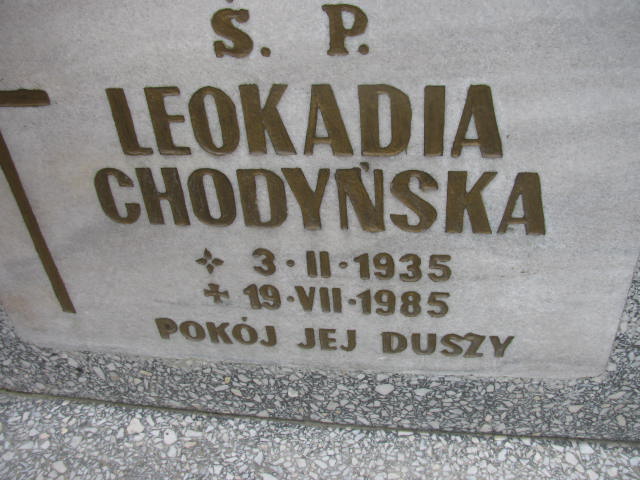 Ś. P.
LEOKADIA
CHODYŃSKA
3·II·1935
19·VII·1985
POKÓJ JEJ DUSZY